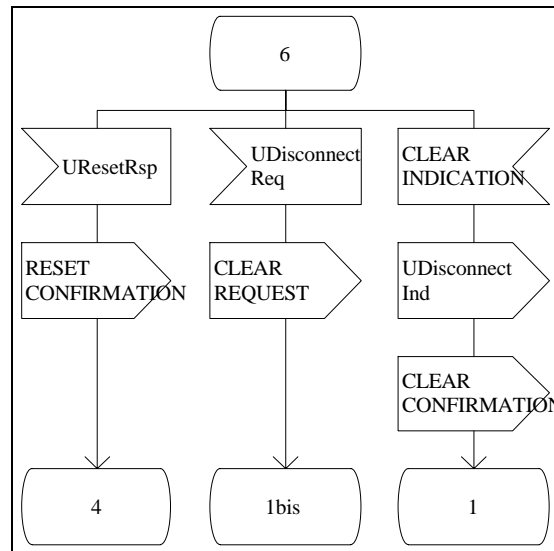 6
UResetRsp
UDisconnect
Req
CLEAR
INDICATION
RESET
CONFIRMATION
CLEAR
REQUEST
UDisconnect
Ind
CLEAR
CONFIRMATION
4
1bis
1